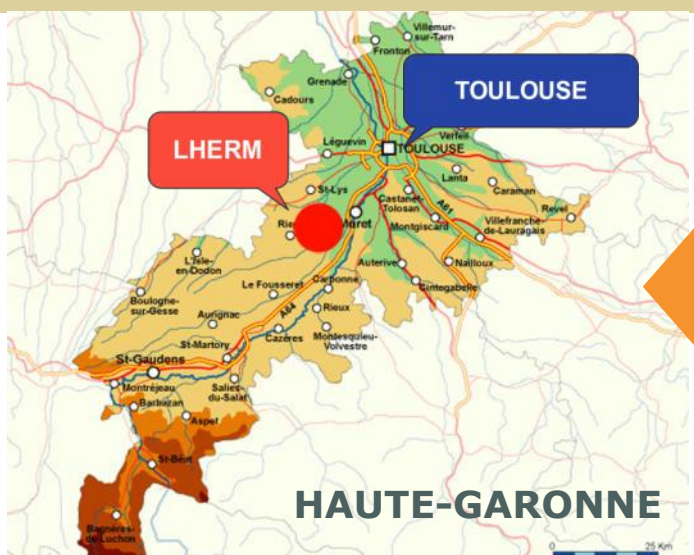 Villemur-
sur-Tarn
Fronton
Grenade
Cadours
TOULOUSE
LHERM
Léguevin
TOULOUSE
Verfeil
Lanta
Caraman
St-Lys
Castanet-
Tolosan
A61
Revel
Montgiscard
Villefranche-
de-Lauragais
L'Isle-
en-Dodon
Auterive
Nailloux
Cintegabelle
Le Fousseret
Carbonne
Boulogne-
sur-Gesse
Aurignac
A64
Rieux
Cazères
Montesquieu-
Volvestre
St-Martory
St-Gaudens
Montréjeau
Salies-
du-Salat
Barbazan
Aspet
St-Béat
HAUTE-GARONNE
Bagnères-
de-Luchon
0 25 Km